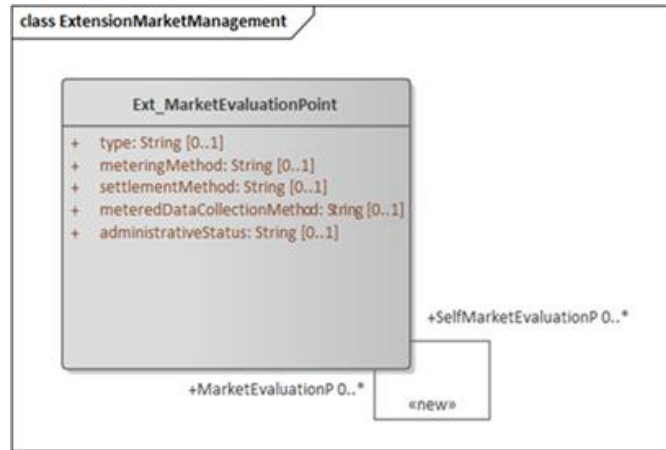 class ExtensionMarketManagement
Ext_MarketEvaluationPoint
+ type: String [0..1]
+ meteringMethod: String [0..1]
+ settlementMethod: String [0..1]
+ meteredDataCollectionMethod: String [0..1]
+ administrativeStatus: String [0..1]
+SelfMarketEvaluationP 0..*
+MarketEvaluationP 0..*
«new»